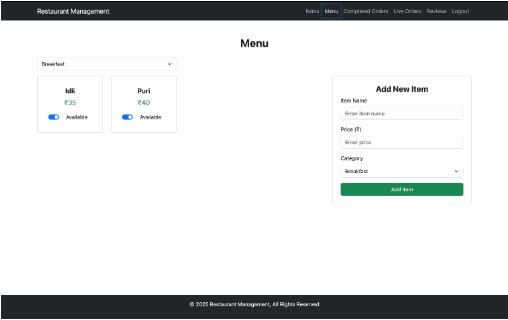 Restaurant Management
Items Menu Completed Orders Live Orders Reviews Logout
Menu
Breakfast
Idli
₹35
Available
Puri
₹40
Available
Add New Item
Item Name
Enter item name
Price (₹)
Enter price
Category
Breakfast
Add Item
© 2025 Restaurant Management, All Rights Reserved